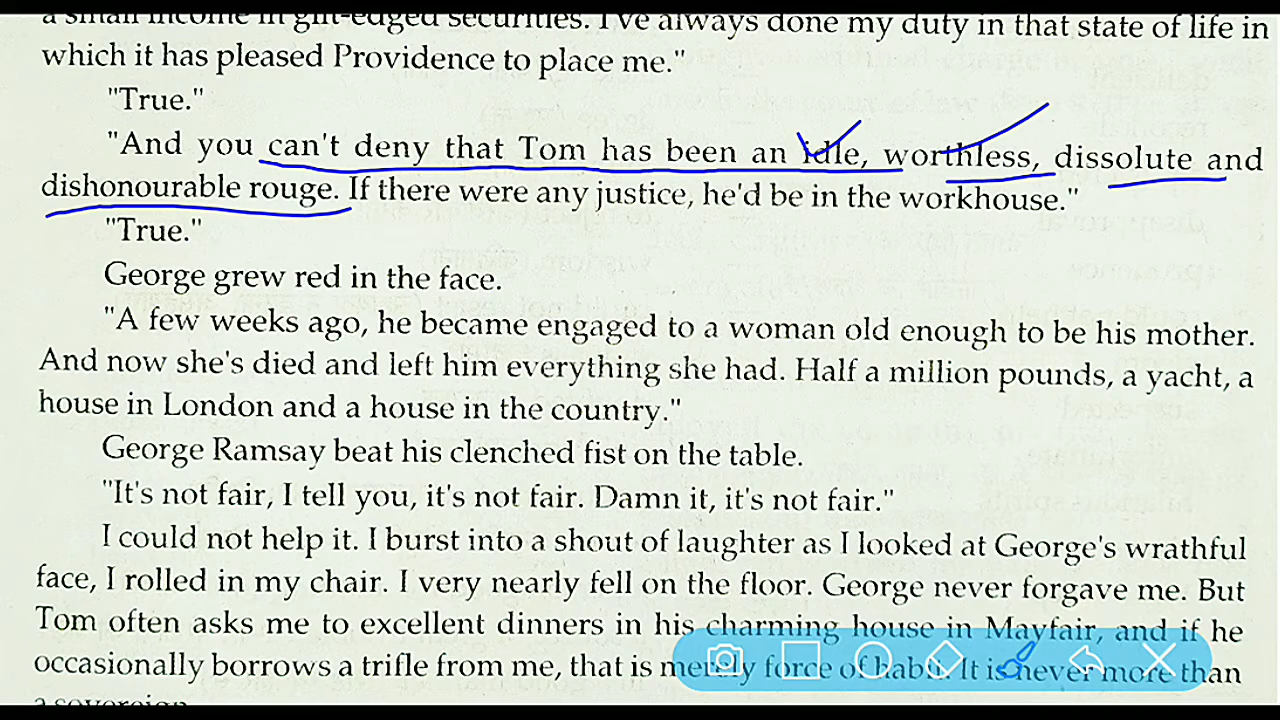 a small income in gilt-edged securities. I've always done my duty in that state of life in
which it has pleased Providence to place me."
"True."
"And you can't deny that Tom has been an idle, worthless, dissolute and
dishonourable rouge. If there were any justice, he'd be in the workhouse."
"True."
George grew red in the face.
"A few weeks ago, he became engaged to a woman old enough to be his mother.
And now she's died and left him everything she had. Half a million pounds, a yacht, a
house in London and a house in the country."
George Ramsay beat his clenched fist on the table.
"It's not fair, I tell you, it's not fair. Damn it, it's not fair."
I could not help it. I burst into a shout of laughter as I looked at George's wrathful
face, I rolled in my chair. I very nearly fell on the floor. George never forgave me. But
Tom often asks me to excellent dinners in his charming house in Mayfair, and if he
occasionally borrows a trifle from me, that is merely force of habit. It is never more than
a sovereign